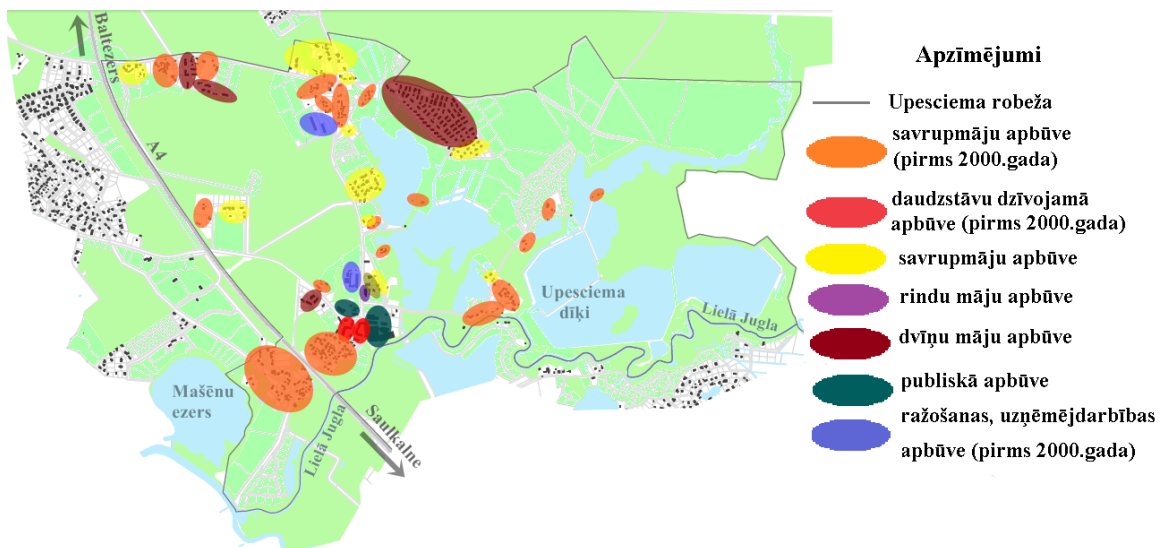 Baltezers
A4
Upesciema
dīķi
Lielā Jugla
Mašēnu
ezers
Lielā Jugla
Saulkalne
Apzīmējumi
Upesciema robeža
savrupmāju apbūve
(pirms 2000.gada)
daudzstāvu dzīvojamā
apbūve (pirms 2000.gada)
savrupmāju apbūve
rindu māju apbūve
dvīņu māju apbūve
publiskā apbūve
ražošanas, uzņēmējdarbības
apbūve (pirms 2000.gada)